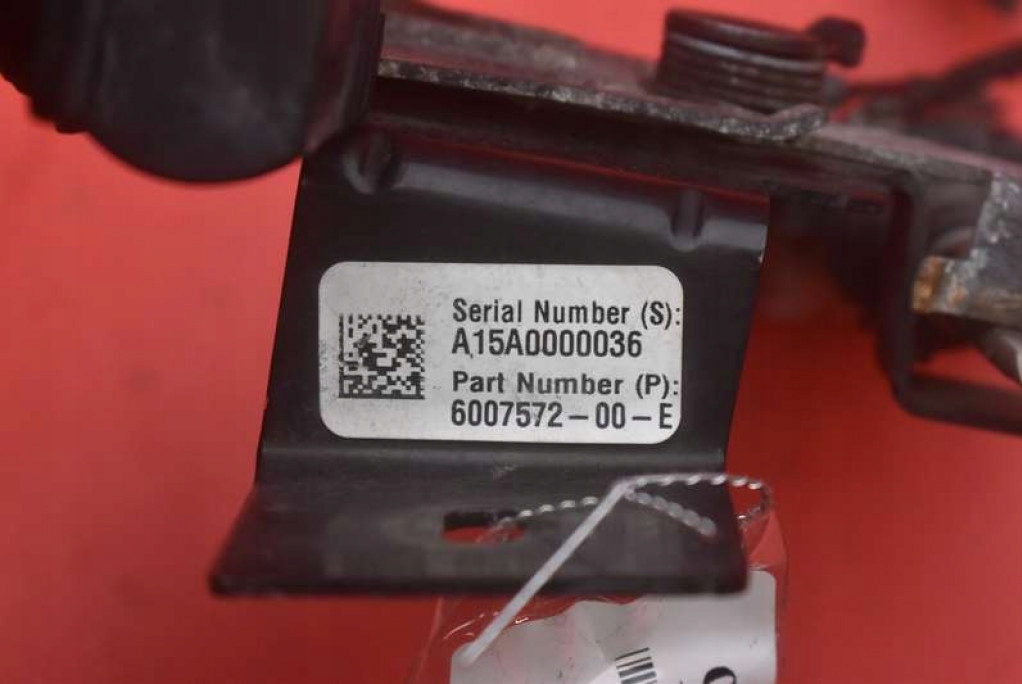 Serial Number (S):
A15A0000036
Part Number (P):
6007572-00-E